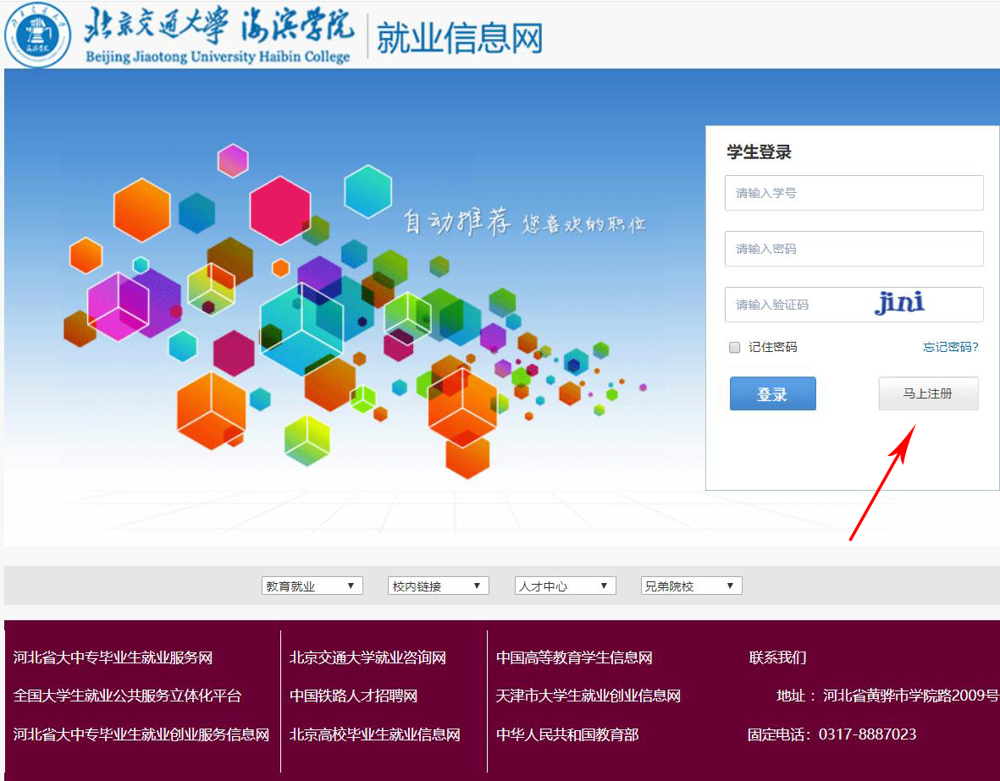 北京交通大學 海滨学院
Beijing Jiaotong University Haibin College
就业信息网
学生登录
请输入学号
自动推荐 您喜欢的职位
请输入密码
请输入验证码
jini
记住密码
忘记密码?
登录
马上注册
教育就业
校内链接
人才中心
兄弟院校
河北省大中专毕业生就业服务网
北京交通大学就业咨询网
中国高等教育学生信息网
联系我们
全国大学生就业公共服务立体化平台
中国铁路人才招聘网
天津市大学生就业创业信息网
地址：河北省黄骅市学院路2009号
河北省大中专毕业生就业创业服务信息网
北京高校毕业生就业信息网
中华人民共和国教育部
固定电话：0317-8887023